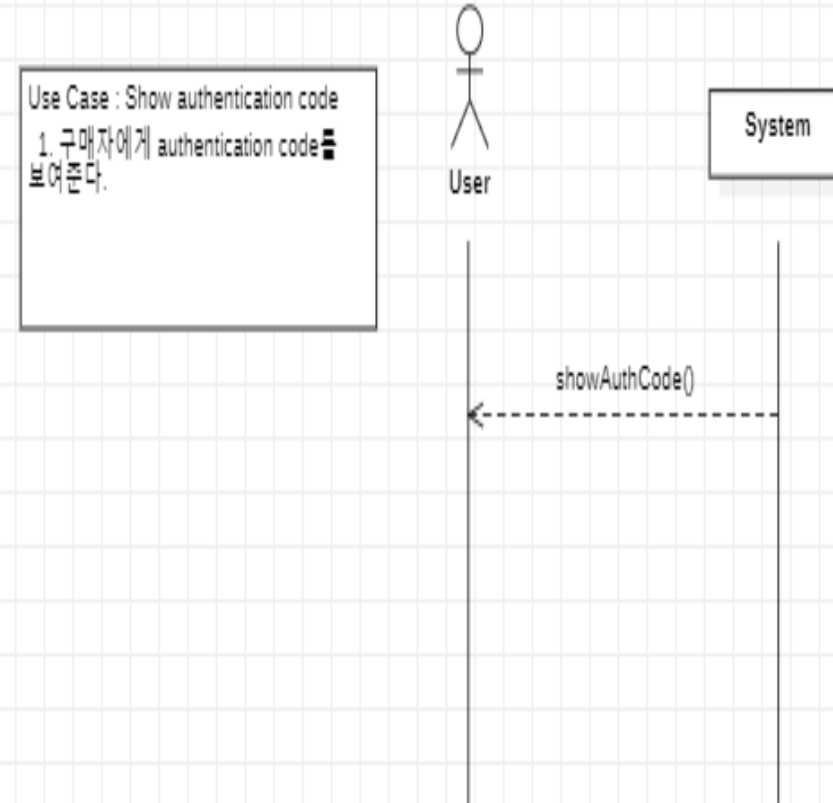 Use Case : Show authentication code
1. 구매자에게 authentication code를
보여준다.
User
System
showAuthCode()